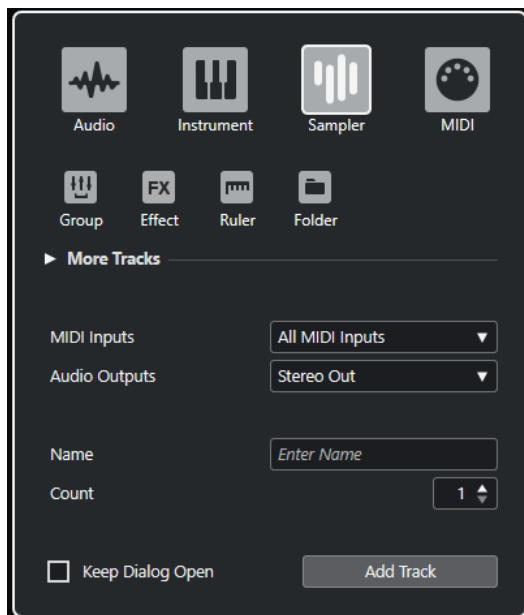 Audio Instrument Sampler MIDI
FX
Group Effect Ruler Folder
More Tracks
MIDI Inputs All MIDI Inputs
Audio Outputs Stereo Out
Name Enter Name
Count 1
Keep Dialog Open Add Track